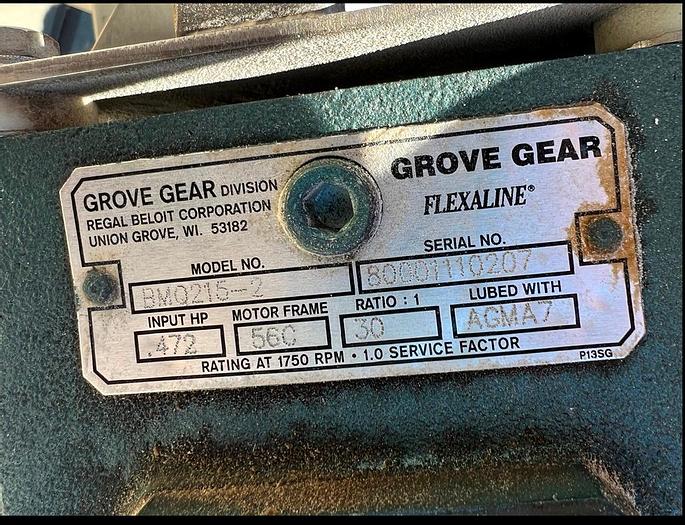 GROVE GEAR DIVISION
REGAL BELOIT CORPORATION
UNION GROVE, WI. 53182
GROVE GEAR
FLEXALINE®
MODEL NO.
BMQ215-2
SERIAL NO.
80001110207
INPUT HP
.472
MOTOR FRAME
56C
RATIO : 1
30
LUBED WITH
AGMA7
RATING AT 1750 RPM • 1.0 SERVICE FACTOR
P13SG